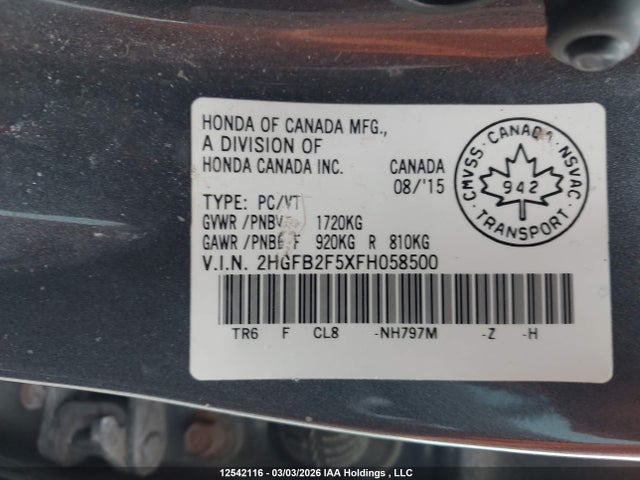 HONDA OF CANADA MFG.,
A DIVISION OF
HONDA CANADA INC. CANADA
08/'15
TYPE: PC/VT
GVWR /PNBV 1720KG
GAWR /PNBE F 920KG R 810KG
V.I.N. 2HGFB2F5XFH058500
TR6 F CL8 -NH797M -Z -H
CMVSS · CANADA · NSVAC
942
TRANSPORT
12542116 - 03/03/2026 IAA Holdings , LLC